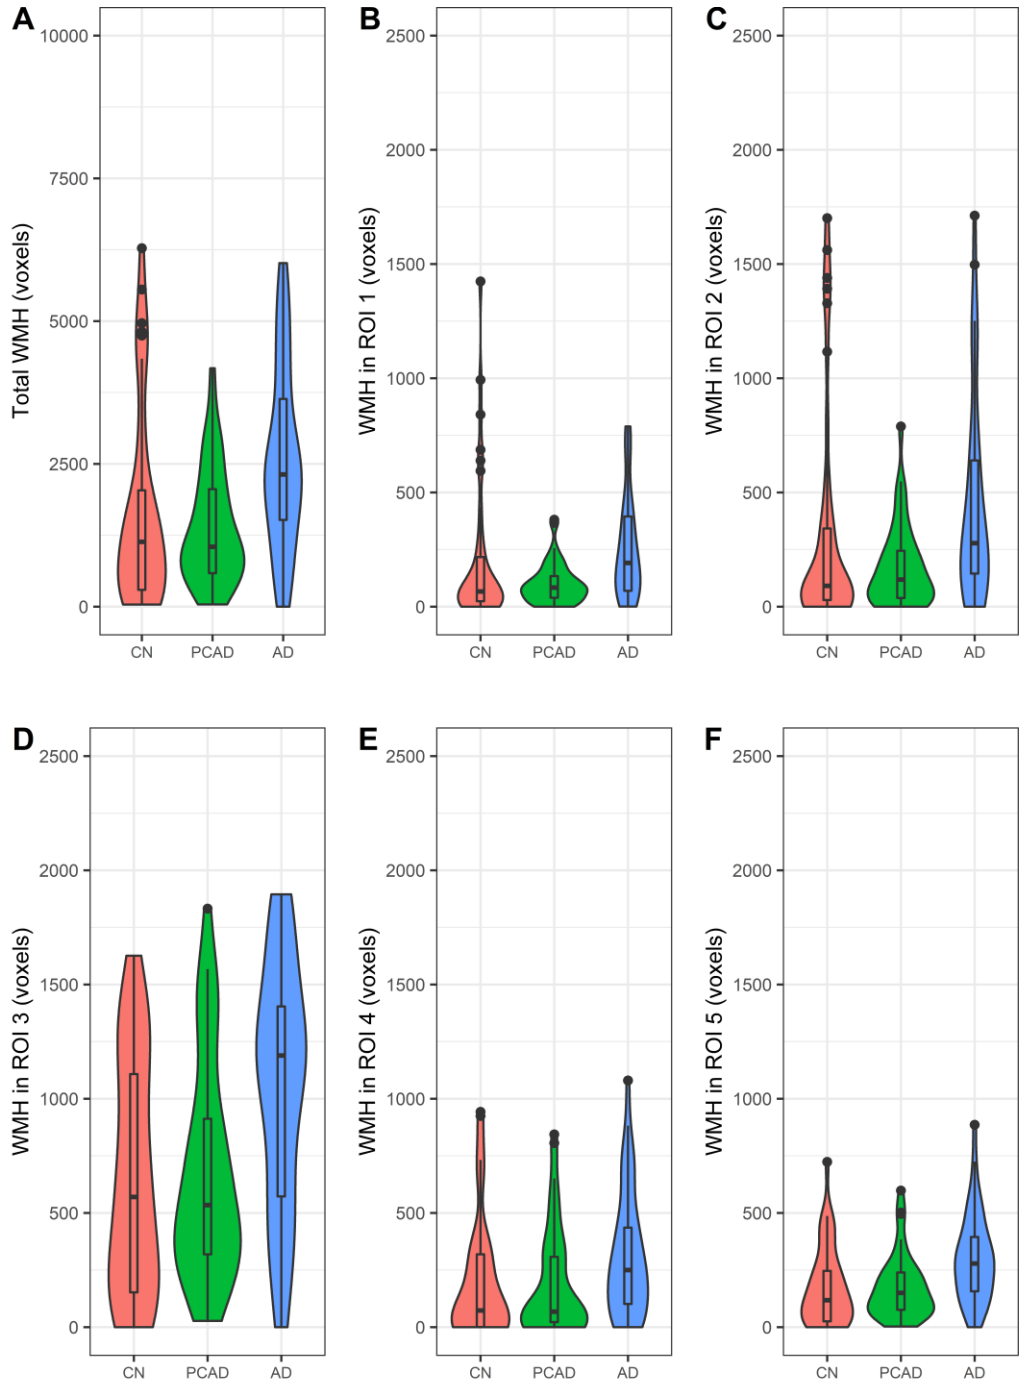 A
Total WMH (voxels)
10000
7500
5000
2500
0
CN PCAD AD
B
WMH in ROI 1 (voxels)
2500
2000
1500
1000
500
0
CN PCAD AD
C
WMH in ROI 2 (voxels)
2500
2000
1500
1000
500
0
CN PCAD AD
D
WMH in ROI 3 (voxels)
2500
2000
1500
1000
500
0
CN PCAD AD
E
WMH in ROI 4 (voxels)
2500
2000
1500
1000
500
0
CN PCAD AD
F
WMH in ROI 5 (voxels)
2500
2000
1500
1000
500
0
CN PCAD AD